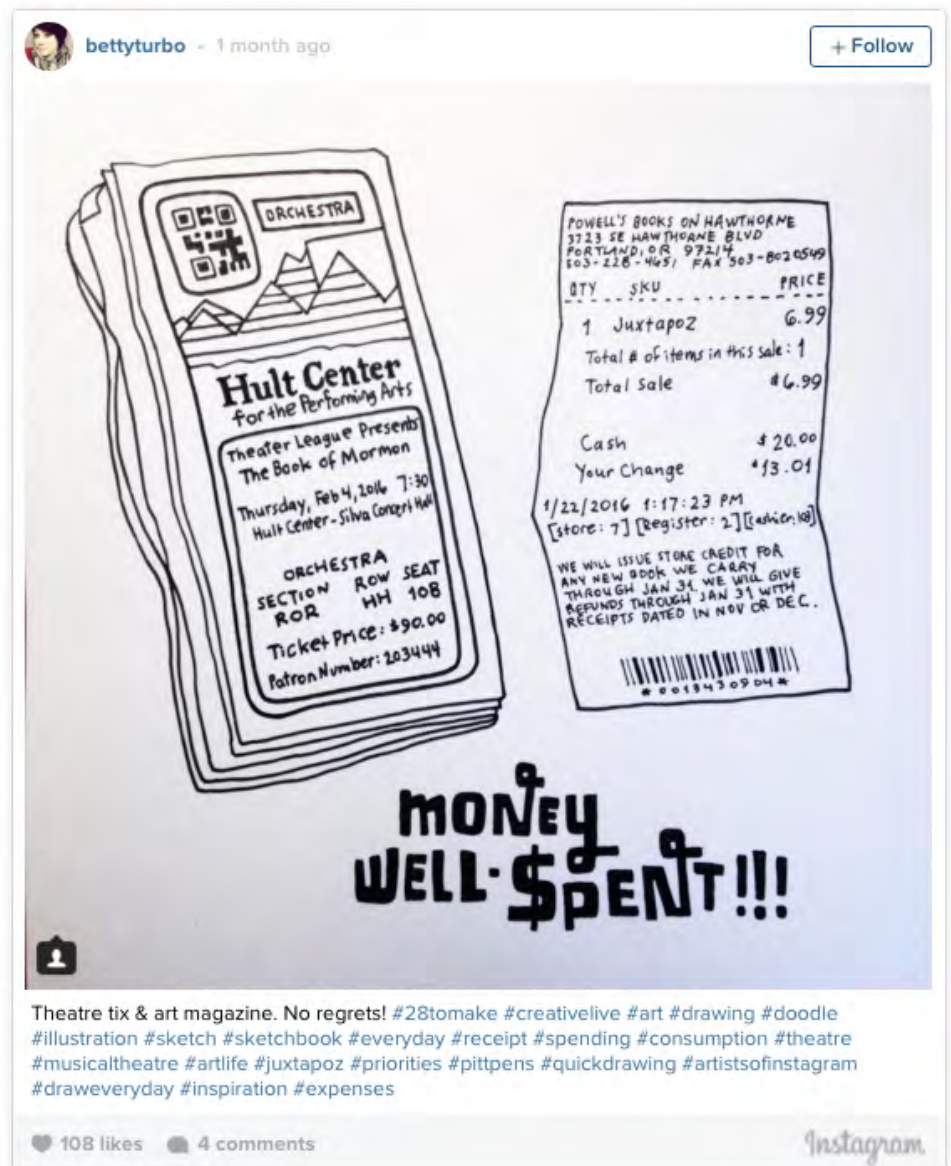 bettyturbo - 1 month ago
+ Follow
ORCHESTRA
Hult Center
for the Perfoming Arts
Theater League Presents
The Book of Mormon
Thursday, Feb 4, 2016 7:30
Hult Center - Silva Concert Hall
ORCHESTRA
SECTION ROW SEAT
ROR HH 108
Ticket Price: $90.00
Patron Number: 203444
POWELL'S BOOKS ON HAWTHORNE
3723 SE HAWTHORNE BLVD
PORTLAND, OR 97214
503-228-4651 FAX 503-802 0549
QTY SKU PRICE
1 Juxtapoz 6.99
Total # of items in this sale: 1
Total Sale $6.99
Cash $20.00
Your Change $13.01
1/22/2016 1:17:23 PM
[Store: 7] [Register: 2] [Cashier: 108]
WE WILL ISSUE STORE CREDIT FOR
ANY NEW BOOK WE CARRY
THROUGH JAN 31. WE WILL GIVE
REFUNDS THROUGH JAN 31 WITH
RECEIPTS DATED IN NOV OR DEC.
*0013430904*
MONEY
WELL-$PENT!!!
Theatre tix & art magazine. No regrets! #28tomake #creativelive #art #drawing #doodle
#illustration #sketch #sketchbook #everyday #receipt #spending #consumption #theatre
#musicaltheatre #artlife #juxtapoz #priorities #pittpens #quickdrawing #artistsofinstagram
#draweveryday #inspiration #expenses
108 likes 4 comments
Instagram